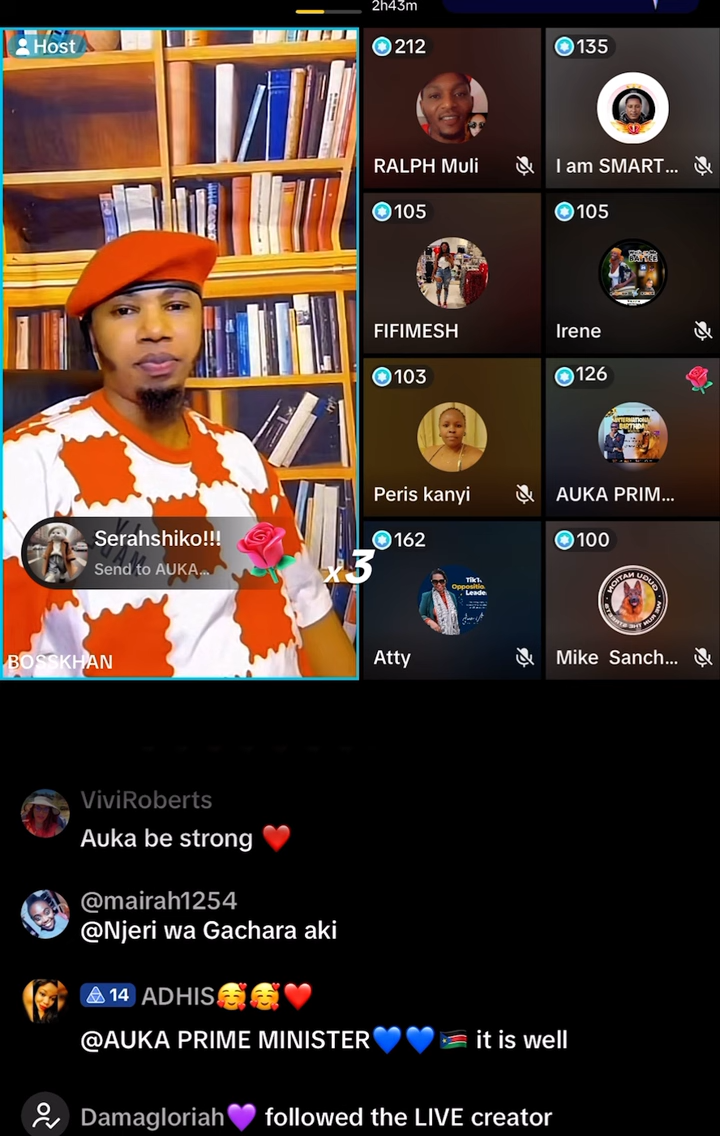 2h43m
Host
BOSSKHAN
Serahshiko!!!
Send to AUKA...
x3
212
RALPH Muli
135
I am SMART...
105
FIFIMESH
105
Irene
103
Peris kanyi
126
AUKA PRIM...
162
Atty
100
Mike Sanch...
ViviRoberts
Auka be strong ❤️
@mairah1254
@Njeri wa Gachara aki
14 ADHIS🥰🥰❤️
@AUKA PRIME MINISTER💙💙🇸🇸 it is well
Damagloriah💜 followed the LIVE creator